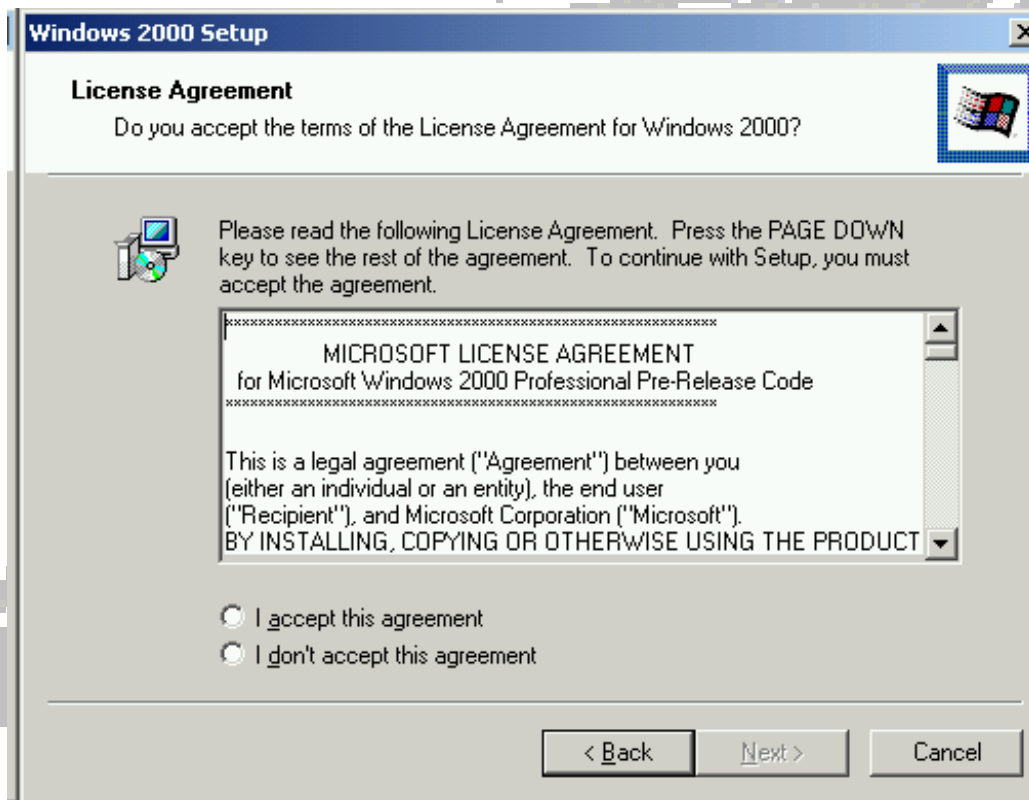 Windows 2000 Setup
License Agreement
Do you accept the terms of the License Agreement for Windows 2000?
Please read the following License Agreement. Press the PAGE DOWN
key to see the rest of the agreement. To continue with Setup, you must
accept the agreement.
************************************************************
MICROSOFT LICENSE AGREEMENT
for Microsoft Windows 2000 Professional Pre-Release Code
************************************************************
This is a legal agreement ("Agreement") between you
(either an individual or an entity), the end user
("Recipient"), and Microsoft Corporation ("Microsoft").
BY INSTALLING, COPYING OR OTHERWISE USING THE PRODUCT
I accept this agreement
I don't accept this agreement
< Back Next > Cancel